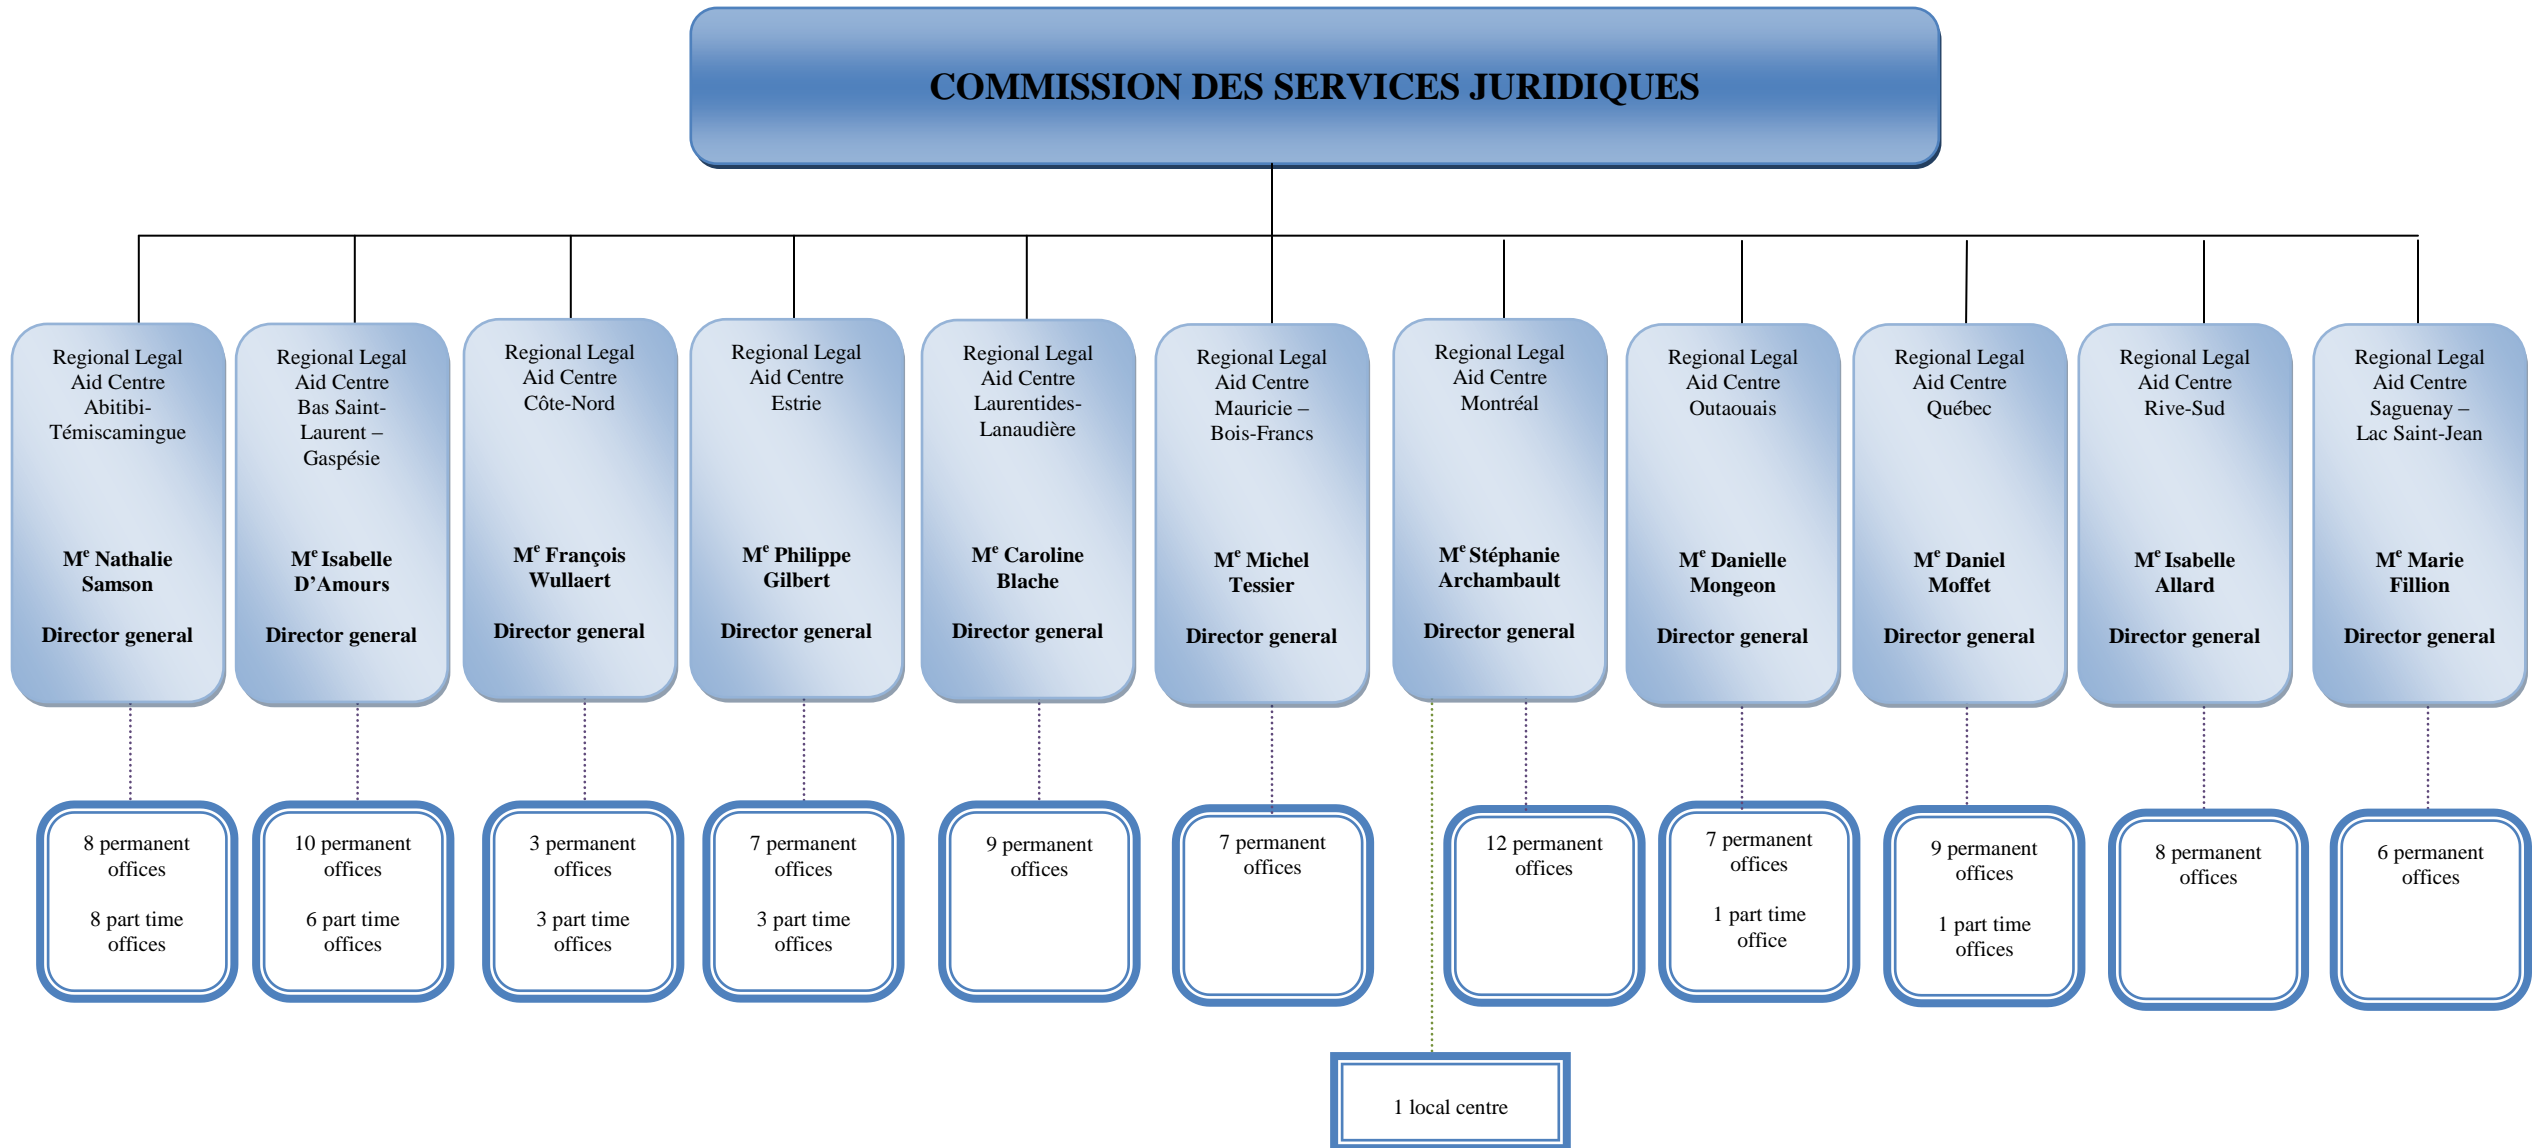 COMMISSION DES SERVICES JURIDIQUES
Regional Legal
Aid Centre
Abitibi-
Témiscamingue
Me Nathalie
Samson
Director general
Regional Legal
Aid Centre
Bas Saint-
Laurent –
Gaspésie
Me Isabelle
D’Amours
Director general
Regional Legal
Aid Centre
Côte-Nord
Me François
Wullaert
Director general
Regional Legal
Aid Centre
Estrie
Me Philippe
Gilbert
Director general
Regional Legal
Aid Centre
Laurentides-
Lanaudière
Me Caroline
Blache
Director general
Regional Legal
Aid Centre
Mauricie –
Bois-Francs
Me Michel
Tessier
Director general
Regional Legal
Aid Centre
Montréal
Me Stéphanie
Archambault
Director general
Regional Legal
Aid Centre
Outaouais
Me Danielle
Mongeon
Director general
Regional Legal
Aid Centre
Québec
Me Daniel
Moffet
Director general
Regional Legal
Aid Centre
Rive-Sud
Me Isabelle
Allard
Director general
Regional Legal
Aid Centre
Saguenay –
Lac Saint-Jean
Me Marie
Fillion
Director general
8 permanent
offices
8 part time
offices
10 permanent
offices
6 part time
offices
3 permanent
offices
3 part time
offices
7 permanent
offices
3 part time
offices
9 permanent
offices
7 permanent
offices
12 permanent
offices
7 permanent
offices
1 part time
office
9 permanent
offices
1 part time
offices
8 permanent
offices
6 permanent
offices
1 local centre